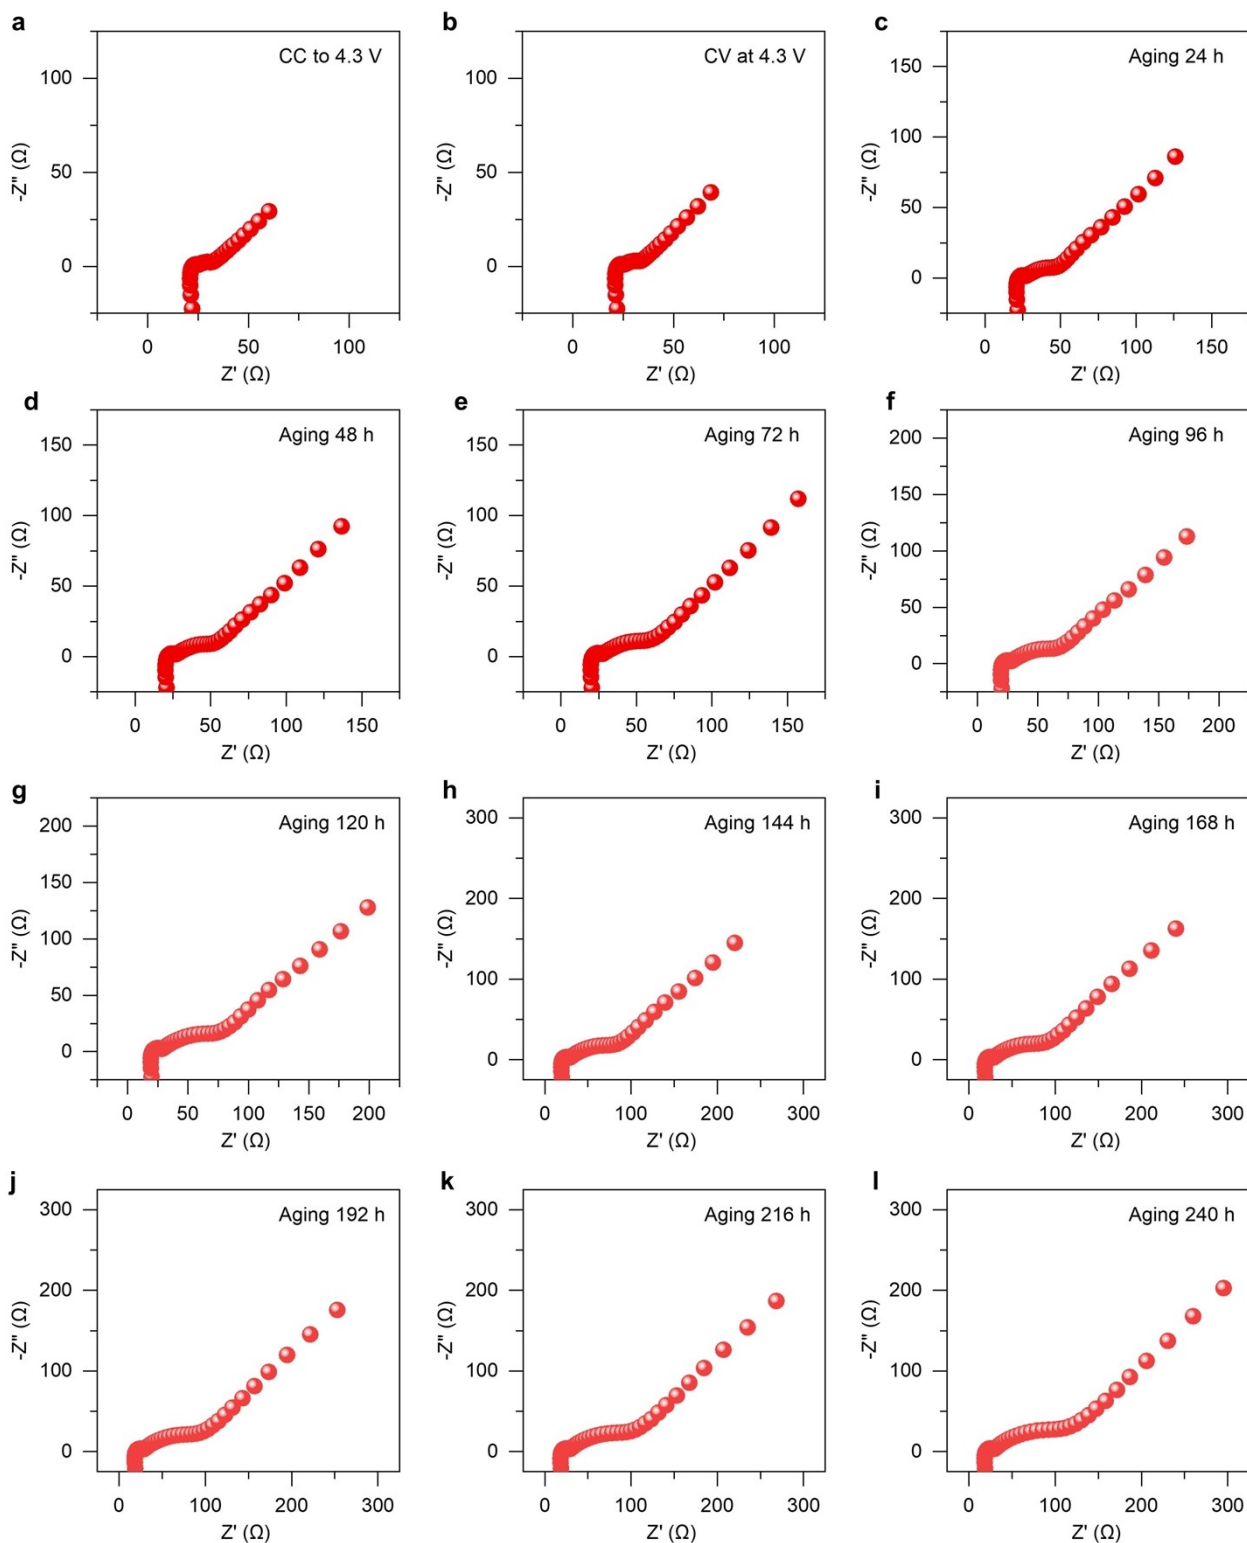 a
CC to 4.3 V
100
50
0
-Z" (Ω)
0 50 100
Z' (Ω)
b
CV at 4.3 V
100
50
0
-Z" (Ω)
0 50 100
Z' (Ω)
c
Aging 24 h
150
100
50
0
-Z" (Ω)
0 50 100 150
Z' (Ω)
d
Aging 48 h
150
100
50
0
-Z" (Ω)
0 50 100 150
Z' (Ω)
e
Aging 72 h
150
100
50
0
-Z" (Ω)
0 50 100 150
Z' (Ω)
f
Aging 96 h
200
150
100
50
0
-Z" (Ω)
0 50 100 150 200
Z' (Ω)
g
Aging 120 h
200
150
100
50
0
-Z" (Ω)
0 50 100 150 200
Z' (Ω)
h
Aging 144 h
300
200
100
0
-Z" (Ω)
0 100 200 300
Z' (Ω)
i
Aging 168 h
300
200
100
0
-Z" (Ω)
0 100 200 300
Z' (Ω)
j
Aging 192 h
300
200
100
0
-Z" (Ω)
0 100 200 300
Z' (Ω)
k
Aging 216 h
300
200
100
0
-Z" (Ω)
0 100 200 300
Z' (Ω)
l
Aging 240 h
300
200
100
0
-Z" (Ω)
0 100 200 300
Z' (Ω)